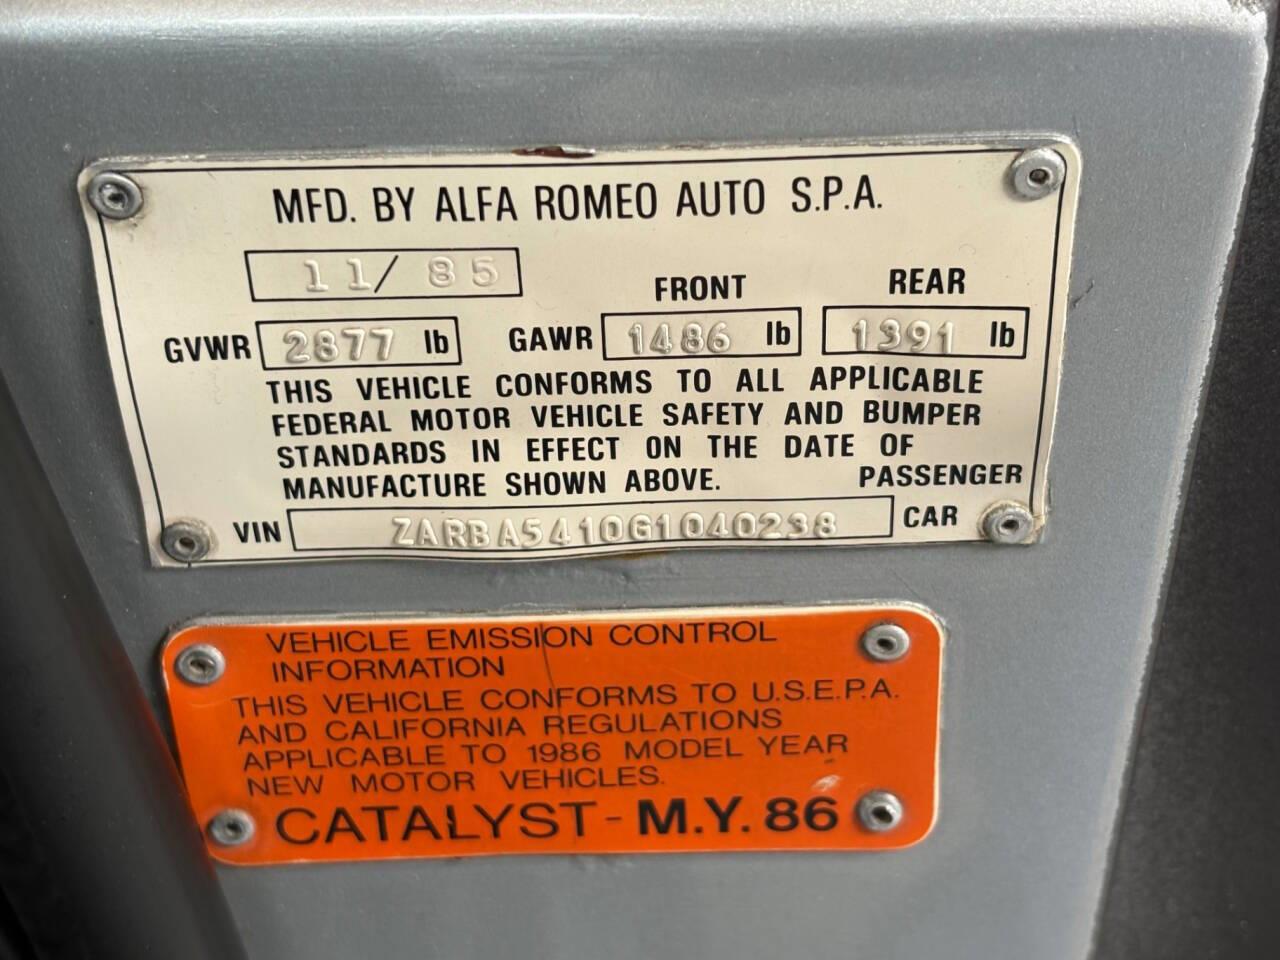 MFD. BY ALFA ROMEO AUTO S.P.A.
11/ 85
FRONT REAR
GVWR 2877 lb GAWR 1486 lb 1391 lb
THIS VEHICLE CONFORMS TO ALL APPLICABLE
FEDERAL MOTOR VEHICLE SAFETY AND BUMPER
STANDARDS IN EFFECT ON THE DATE OF
MANUFACTURE SHOWN ABOVE. PASSENGER
VIN ZARBA5410G1040238 CAR
VEHICLE EMISSION CONTROL
INFORMATION
THIS VEHICLE CONFORMS TO U.S.E.P.A.
AND CALIFORNIA REGULATIONS
APPLICABLE TO 1986 MODEL YEAR
NEW MOTOR VEHICLES.
CATALYST - M.Y. 86